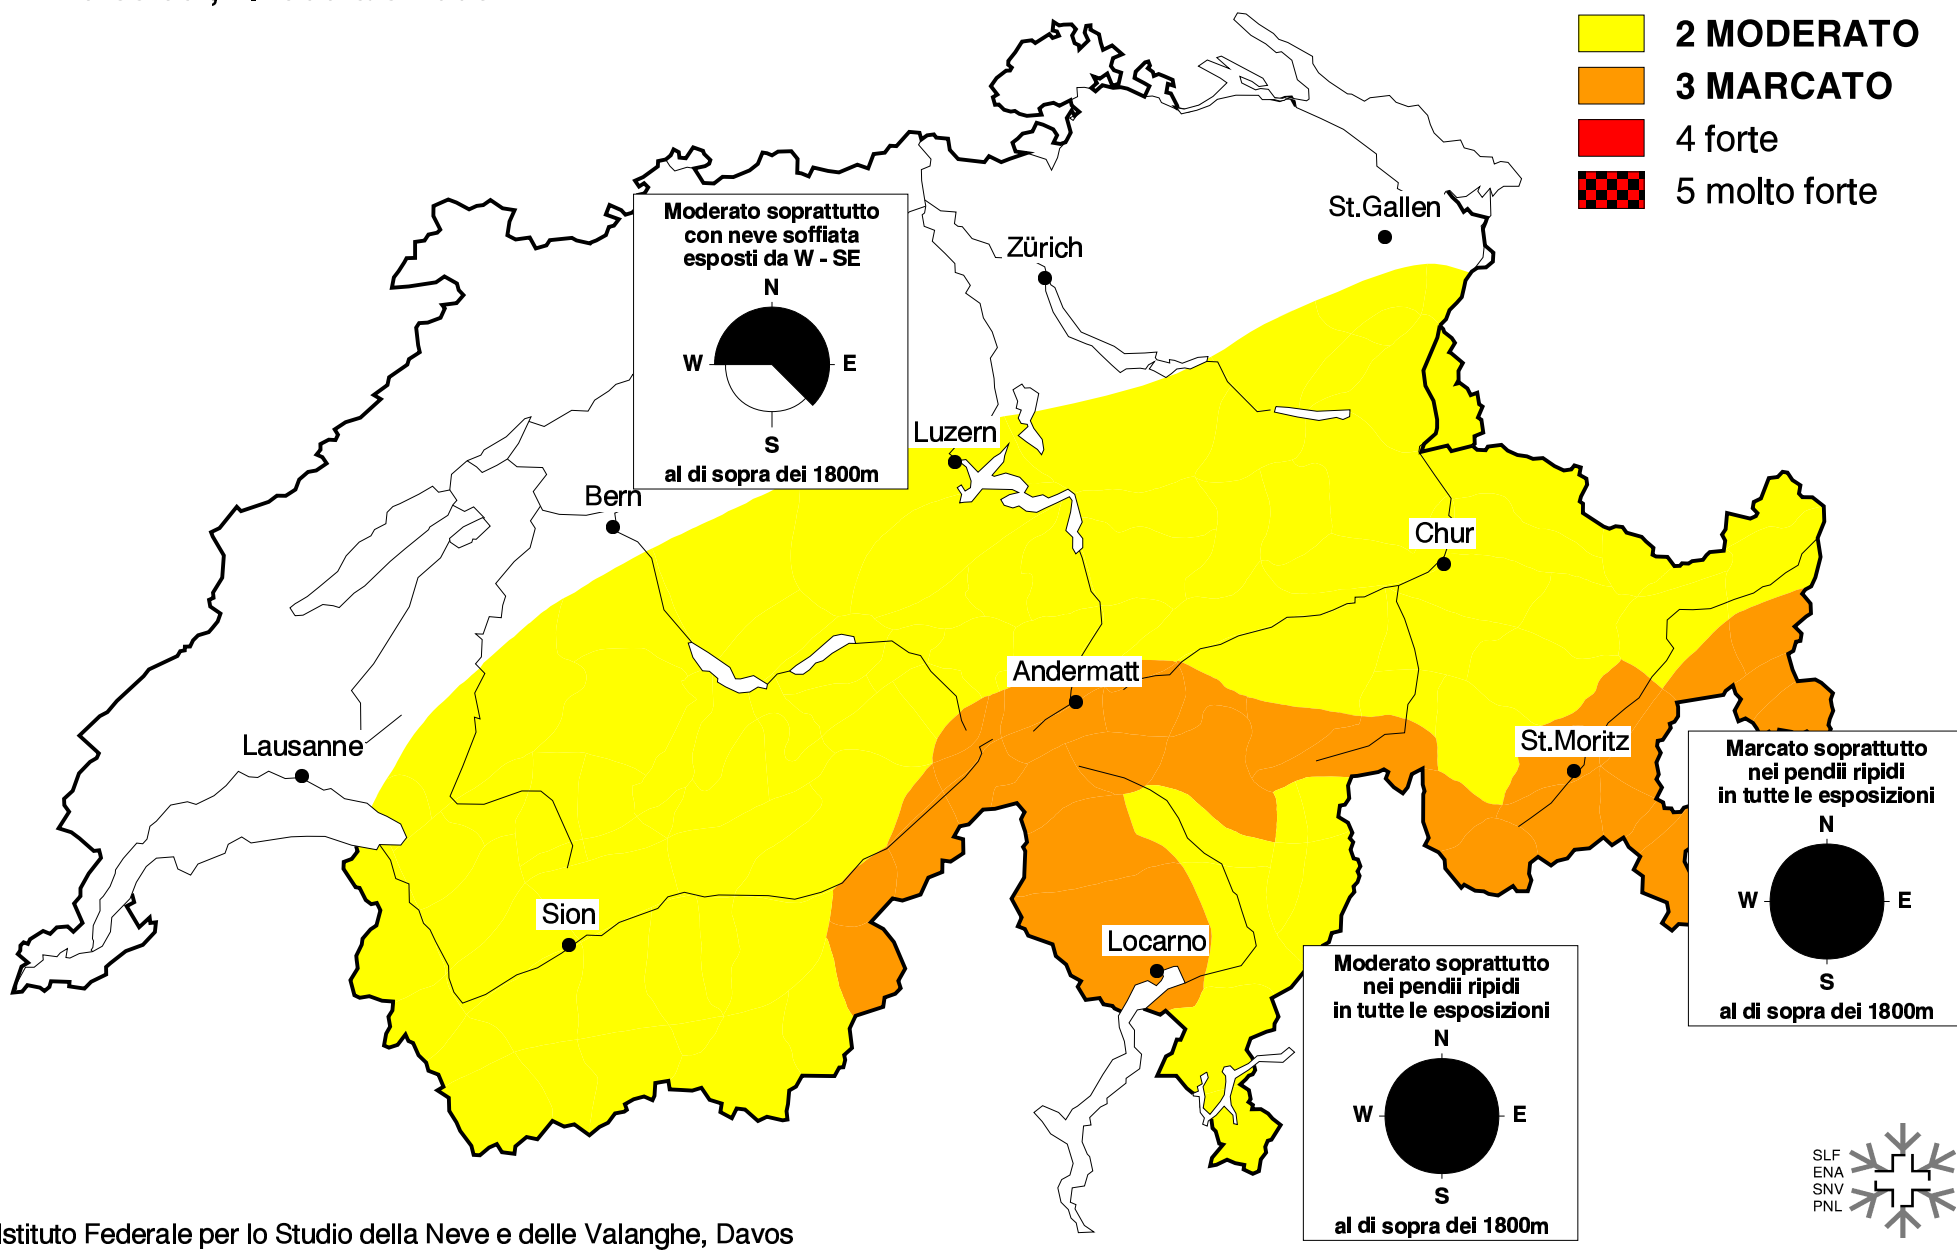 2 MODERATO
3 MARCATO
4 forte
5 molto forte
St.Gallen
Zürich
Moderato soprattutto
con neve soffiata
esposti da W - SE
N
W E
S
al di sopra dei 1800m
Luzern
Bern
Chur
Andermatt
Lausanne
St.Moritz
Sion
Locarno
Marcato soprattutto
nei pendii ripidi
in tutte le esposizioni
N
W E
S
al di sopra dei 1800m
Moderato soprattutto
nei pendii ripidi
in tutte le esposizioni
N
W E
S
al di sopra dei 1800m
SLF
ENA
SNV
PNL
Istituto Federale per lo Studio della Neve e delle Valanghe, Davos